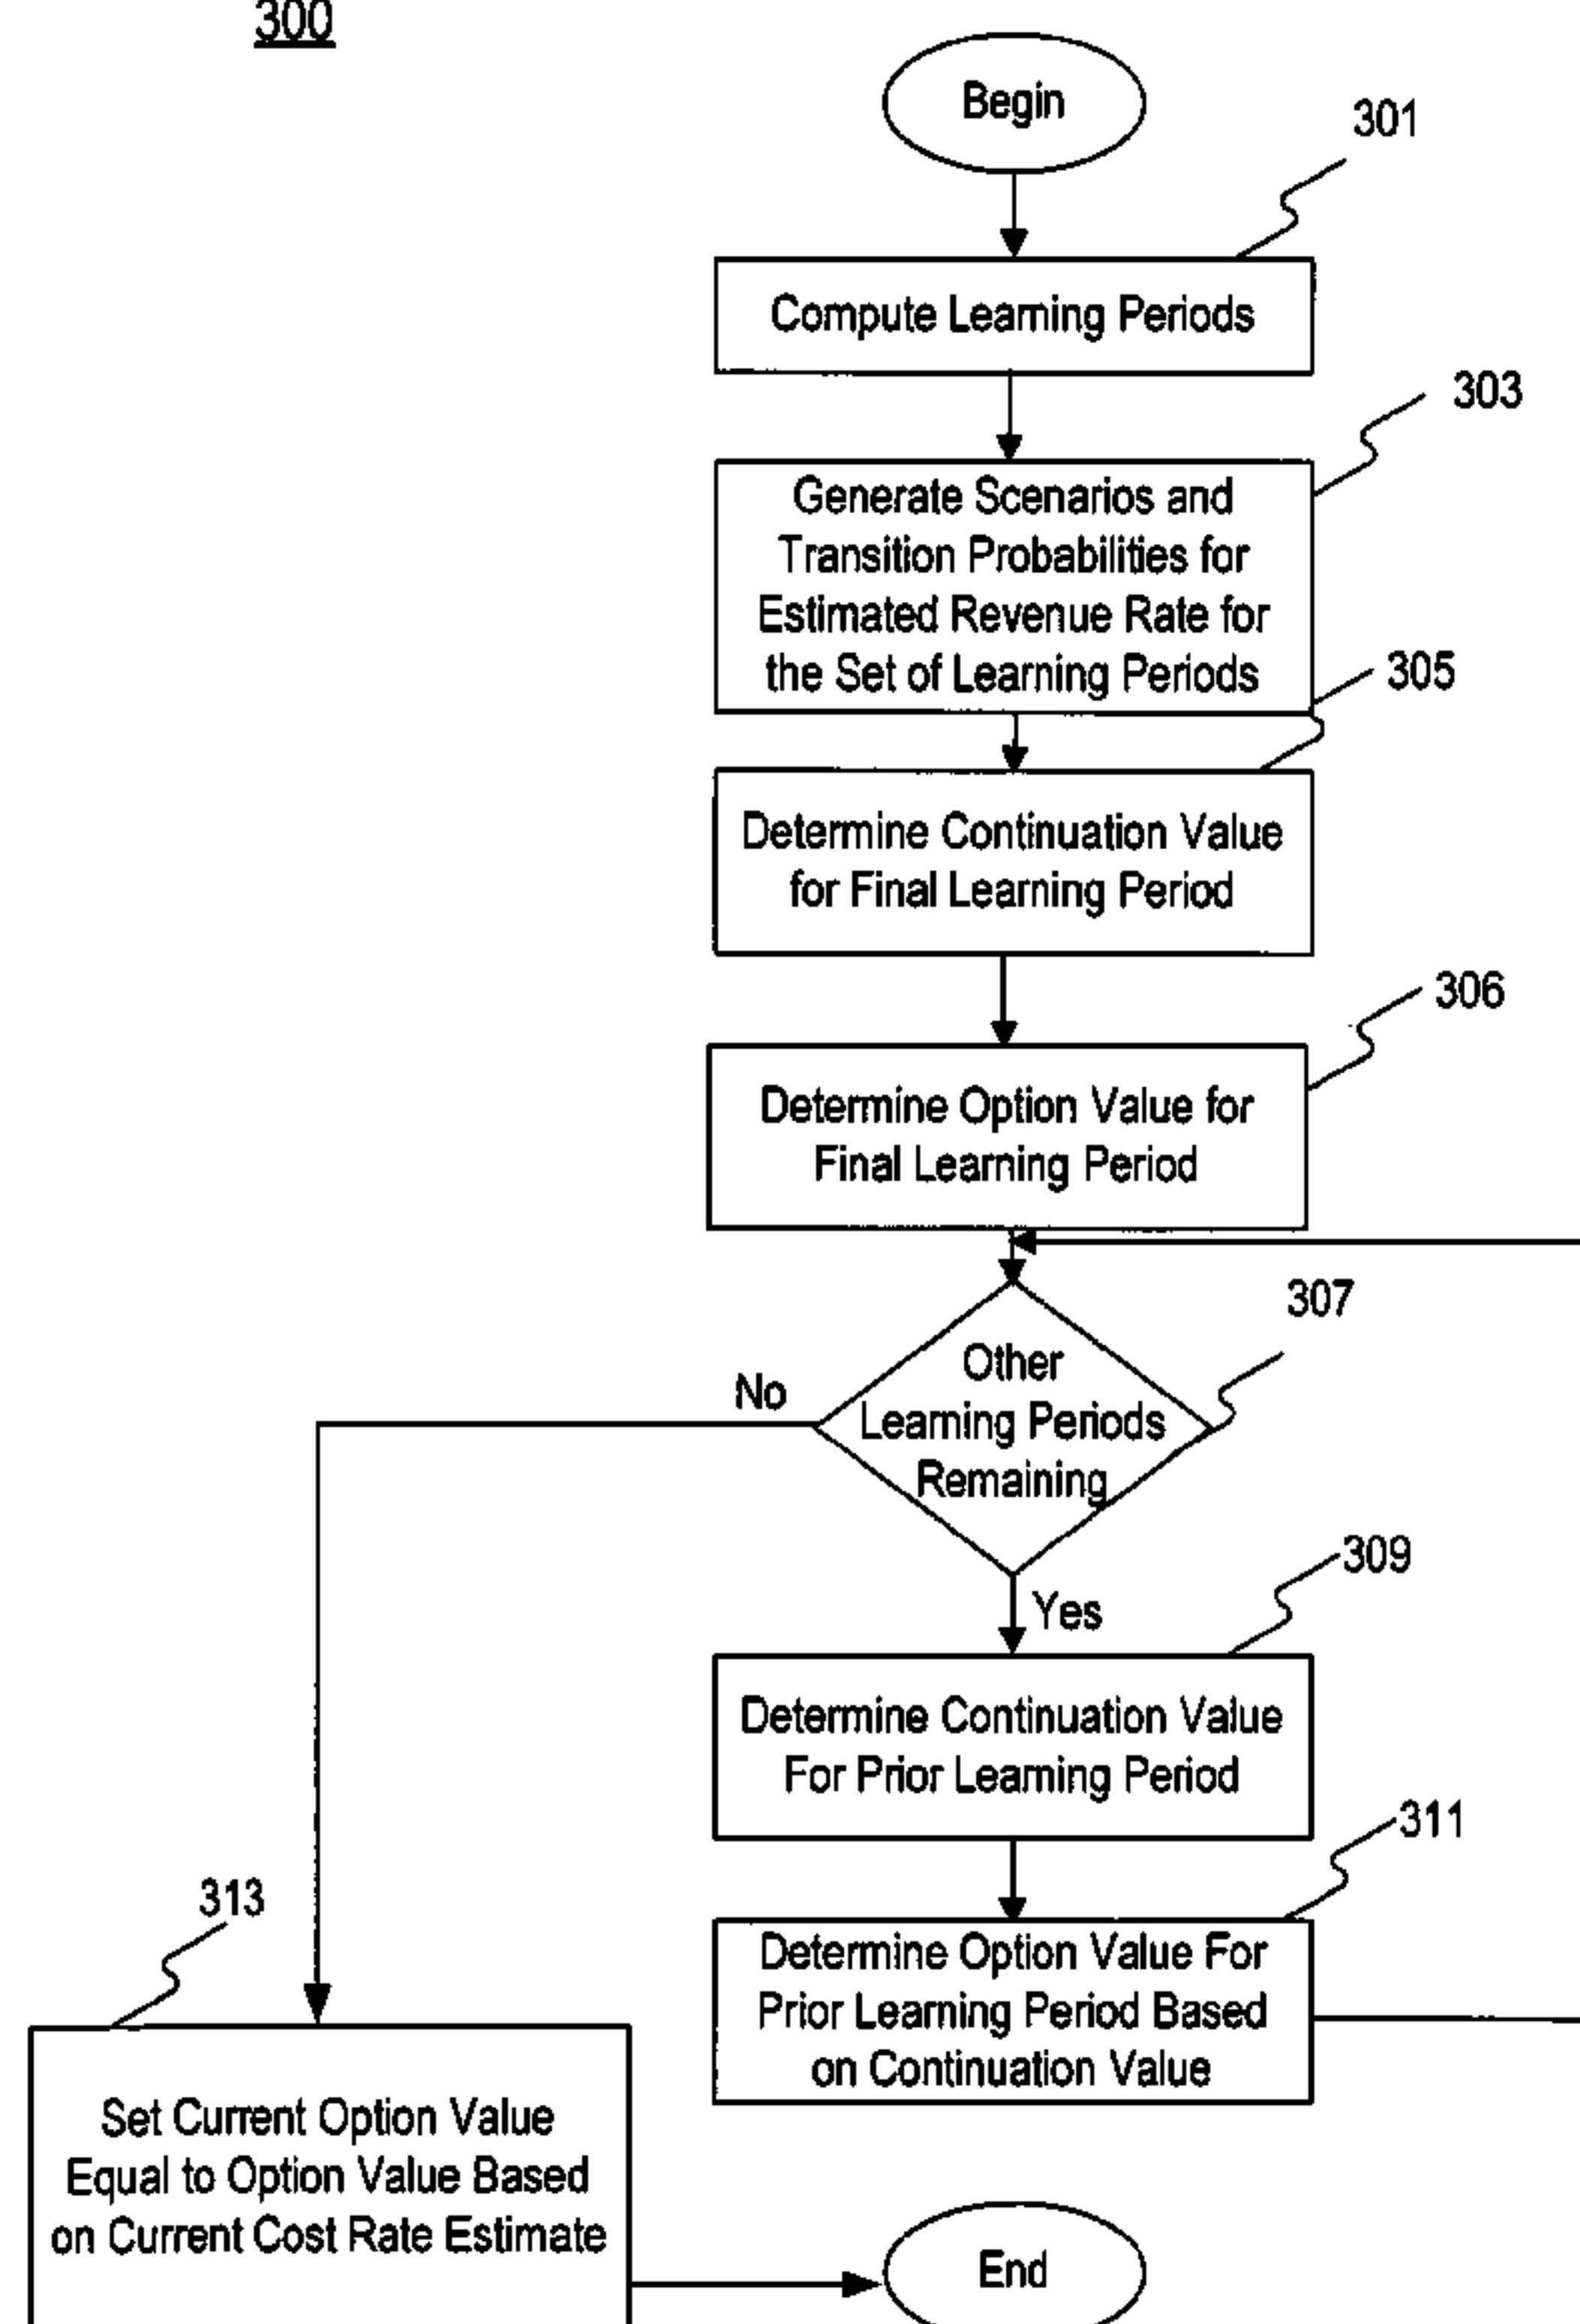 300
Begin
301
Compute Learning Periods
303
Generate Scenarios and
Transition Probabilities for
Estimated Revenue Rate for
the Set of Learning Periods
305
Determine Continuation Value
for Final Learning Period
306
Determine Option Value for
Final Learning Period
307
Other
Learning Periods
Remaining
No
Yes
309
Determine Continuation Value
For Prior Learning Period
311
Determine Option Value For
Prior Learning Period Based
on Continuation Value
313
Set Current Option Value
Equal to Option Value Based
on Current Cost Rate Estimate
End